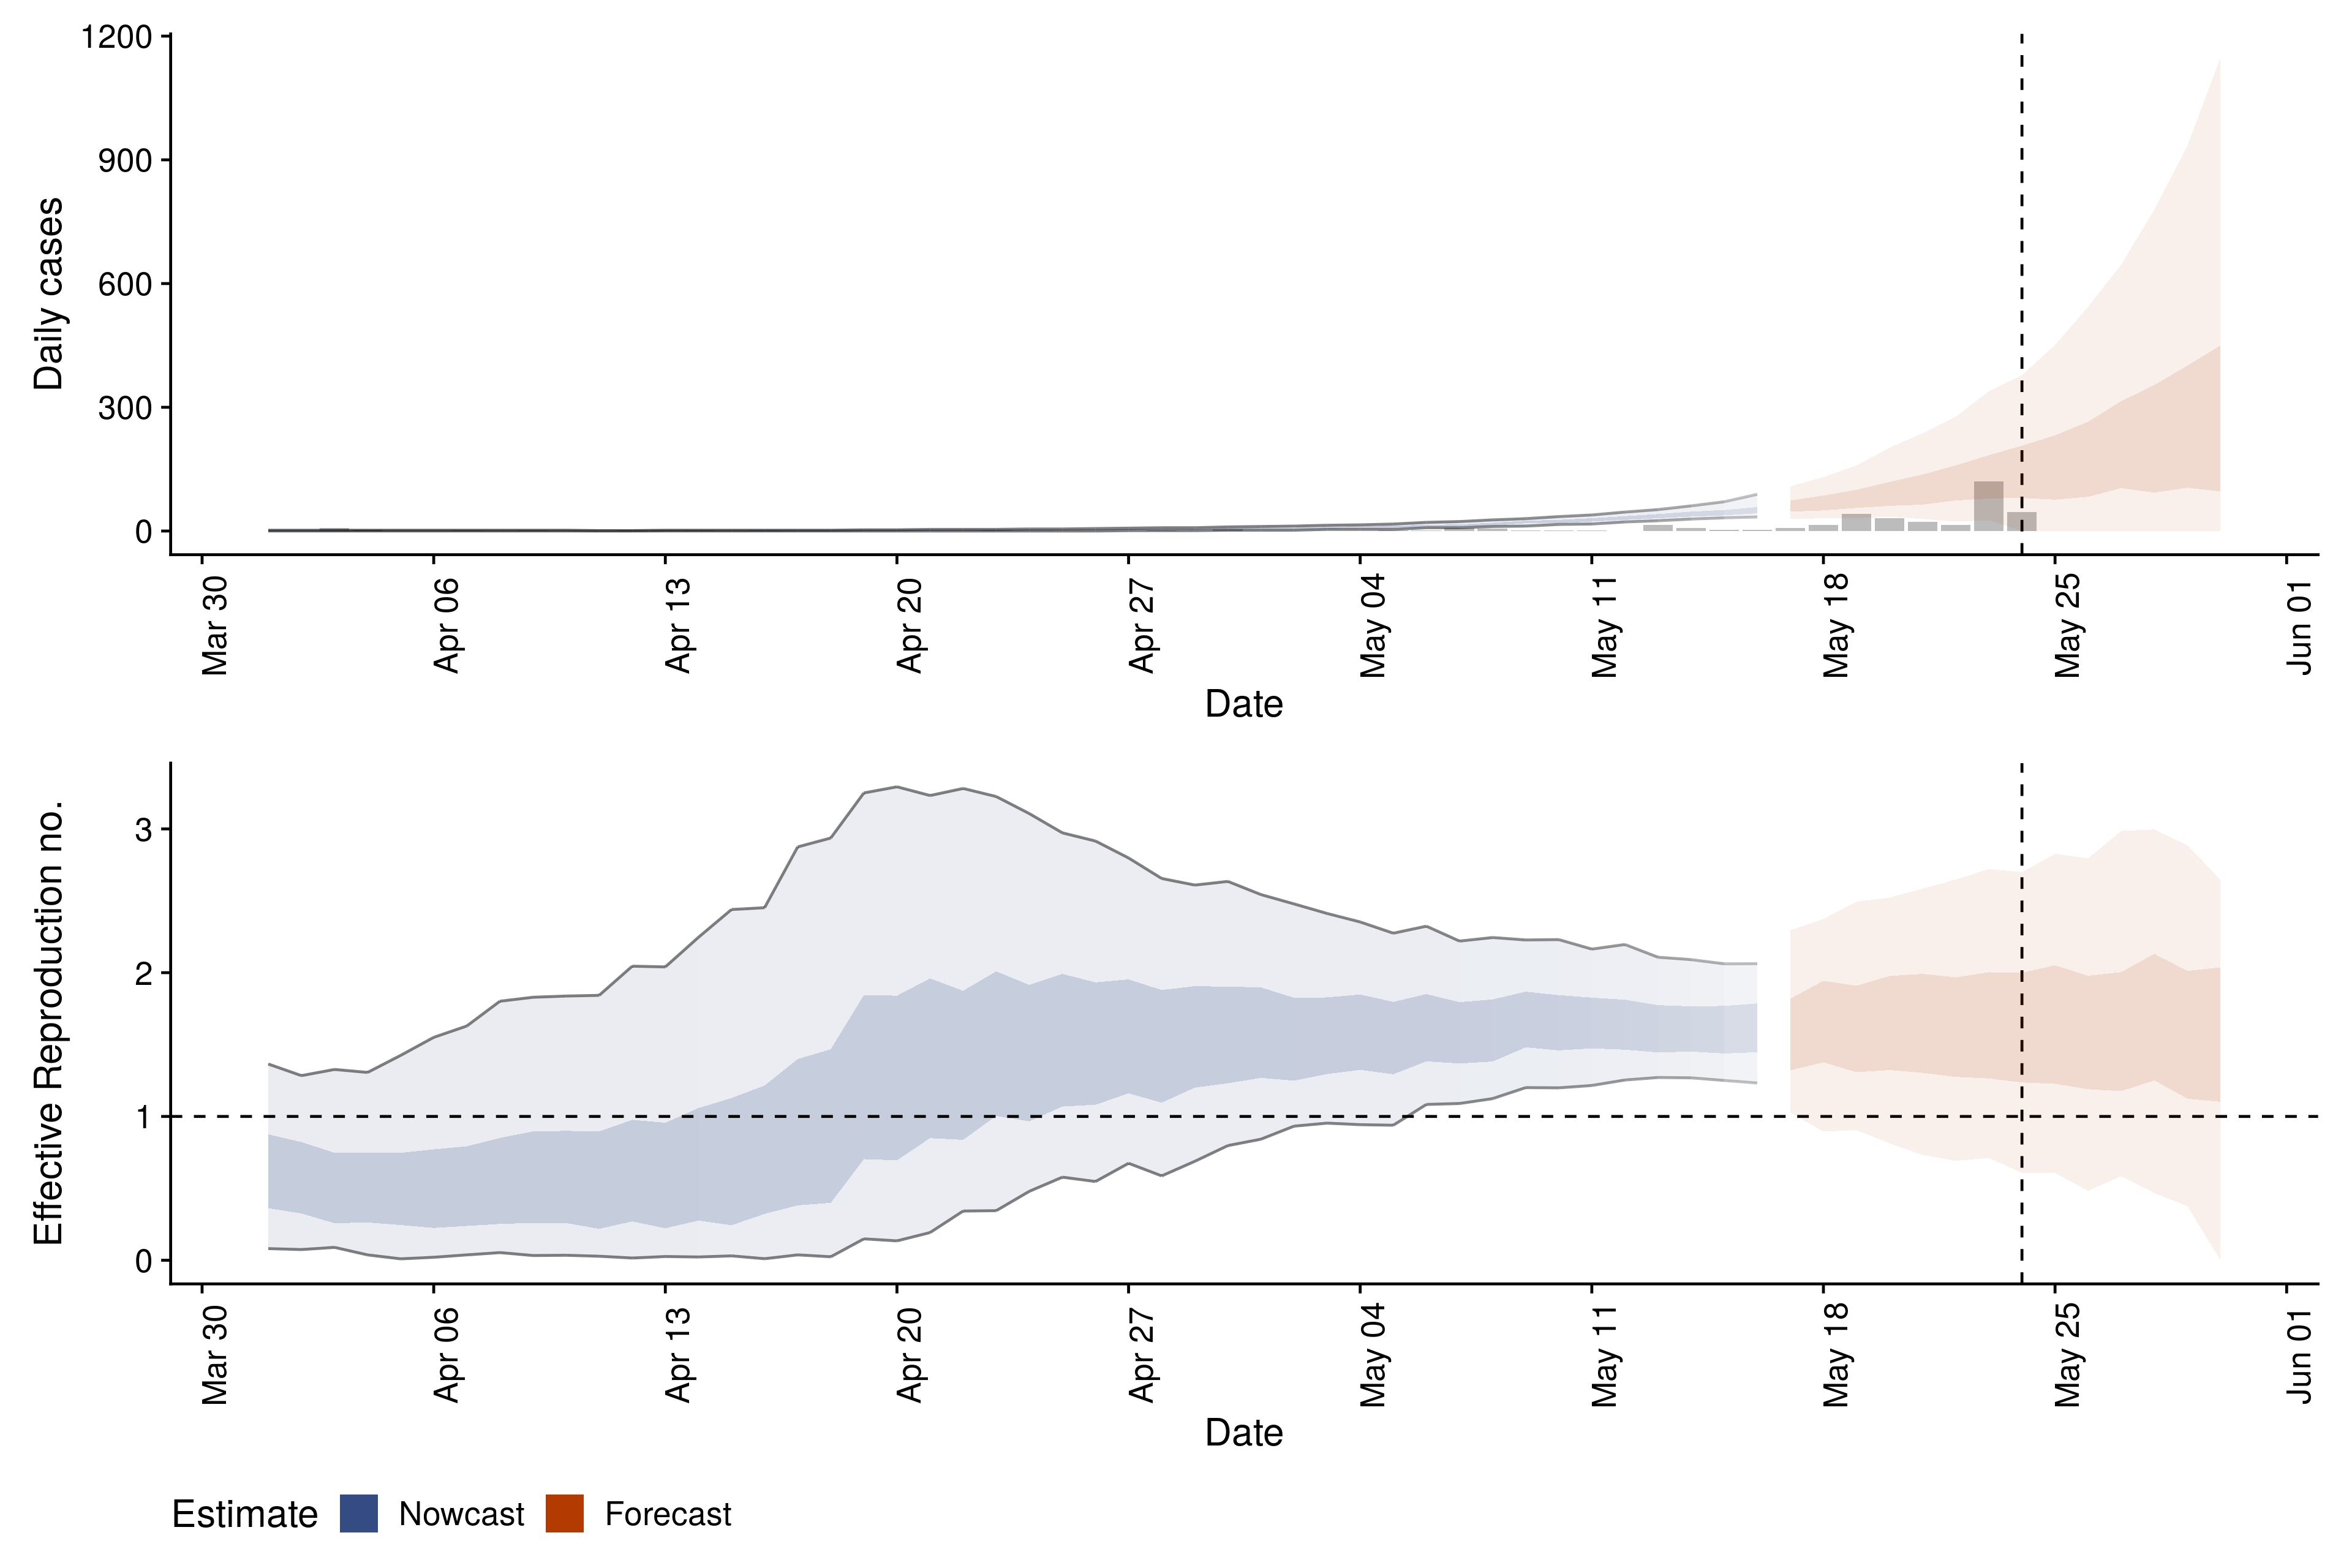 Daily cases
1200
900
600
300
0
Mar 30
Apr 06
Apr 13
Apr 20
Apr 27
May 04
May 11
May 18
May 25
Jun 01
Date
Effective Reproduction no.
3
2
1
0
Mar 30
Apr 06
Apr 13
Apr 20
Apr 27
May 04
May 11
May 18
May 25
Jun 01
Date
Estimate Nowcast Forecast